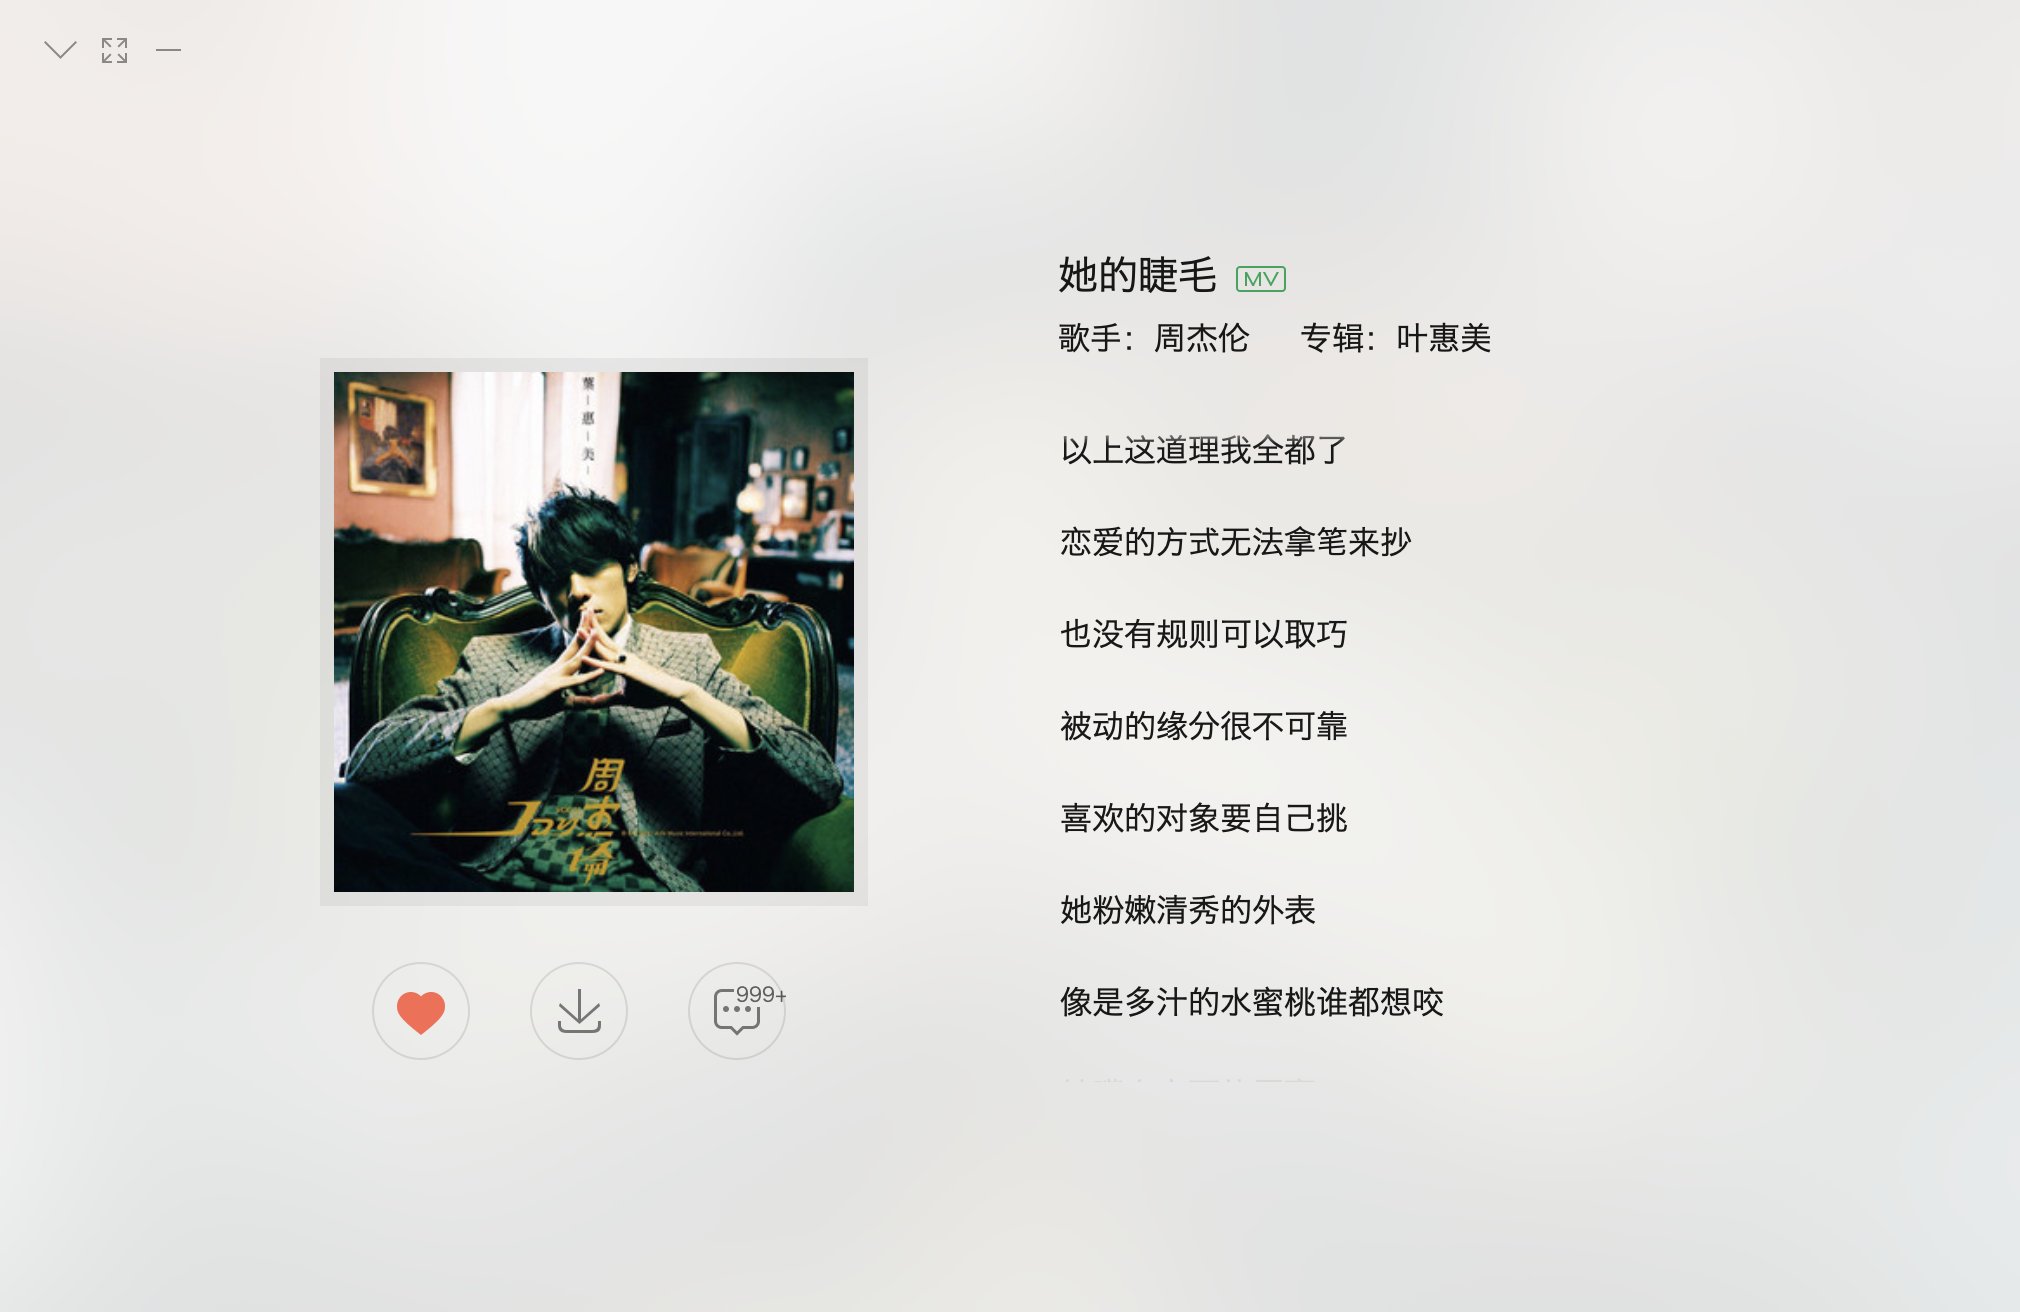 她的睫毛 MV
歌手：周杰伦 专辑：叶惠美
葉惠美
以上这道理我全都了
恋爱的方式无法拿笔来抄
也没有规则可以取巧
被动的缘分很不可靠
喜欢的对象要自己挑
周杰倫
她粉嫩清秀的外表
像是多汁的水蜜桃谁都想咬
999+